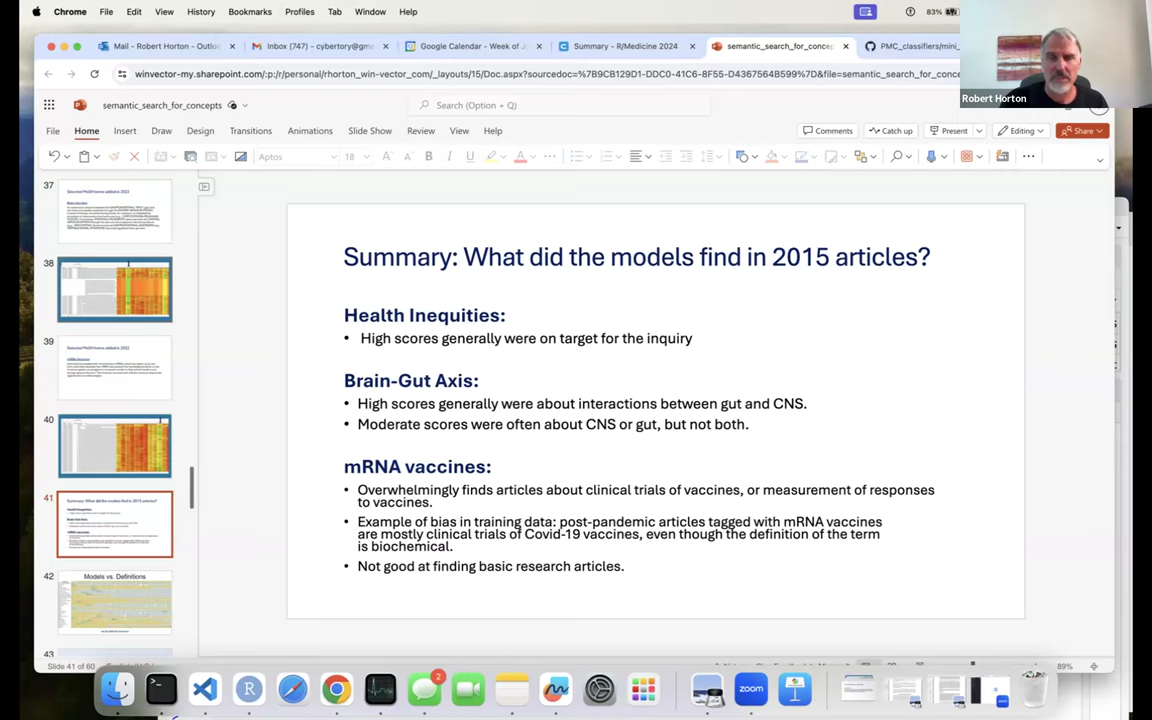 Chrome File Edit View History Bookmarks Profiles Tab Window Help 83%
Mail - Robert Horton - Outloo
Inbox (747) - cybertory@gma
Google Calendar - Week of J
Summary - R/Medicine 2024
semantic_search_for_concep
PMC_classifiers/mini_
winvector-my.sharepoint.com/:p:/r/personal/rhorton_win-vector_com/_layouts/15/Doc.aspx?sourcedoc=%7B9CB129D1-DDC0-41C6-8F55-D4367564B599%7D&file=semantic_search_for_conce
Robert Horton
semantic_search_for_concepts
Search (Option + Q)
File Home Insert Draw Design Transitions Animations Slide Show Review View Help
Comments Catch up Present Editing Share
Aptos 18
37
38
39
40
41
42
Models vs. Definitions
43
Summary: What did the models find in 2015 articles?
Health Inequities:
• High scores generally were on target for the inquiry
Brain-Gut Axis:
• High scores generally were about interactions between gut and CNS.
• Moderate scores were often about CNS or gut, but not both.
mRNA vaccines:
• Overwhelmingly finds articles about clinical trials of vaccines, or measurement of responses
to vaccines.
• Example of bias in training data: post-pandemic articles tagged with mRNA vaccines
are mostly clinical trials of Covid-19 vaccines, even though the definition of the term
is biochemical.
• Not good at finding basic research articles.
Slide 41 of 60
89%
2
zoom